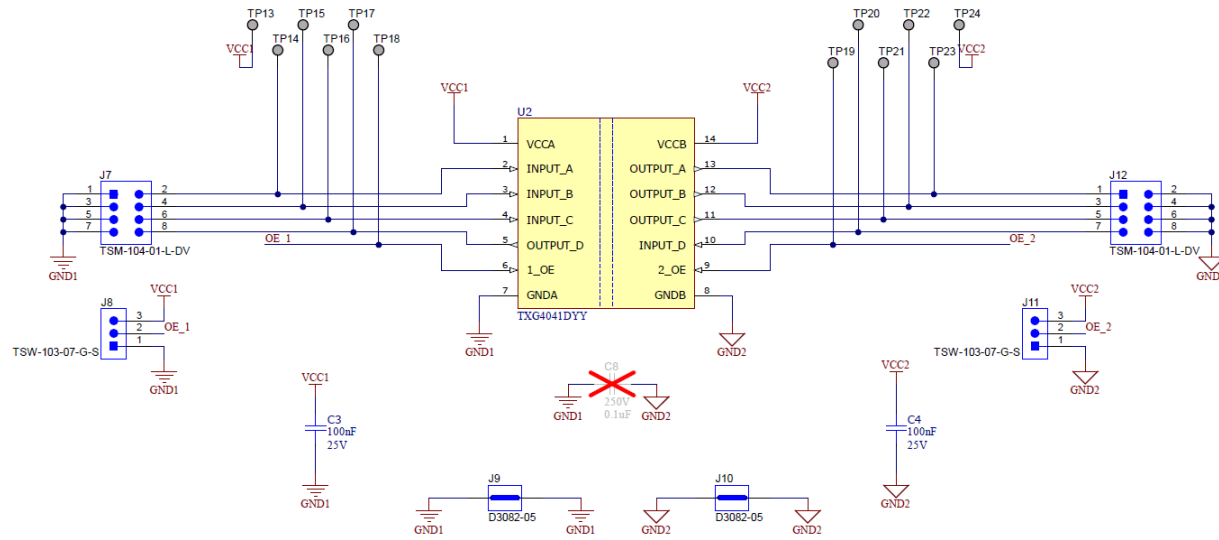 TP13
TP15
TP17
TP14
TP16
TP18
VCC1
TP20
TP22
TP24
TP19
TP21
TP23
VCC2
VCC1
VCC2
U2
1
VCCA
VCCB
14
2
INPUT_A
OUTPUT_A
13
3
INPUT_B
OUTPUT_B
12
4
INPUT_C
OUTPUT_C
11
5
OUTPUT_D
INPUT_D
10
6
1_OE
2_OE
9
7
GNDA
GNDB
8
TXG4041DYY
GND1
GND2
J7
1
2
3
4
5
6
7
8
TSM-104-01-L-DV
GND1
OE_1
J12
1
2
3
4
5
6
7
8
TSM-104-01-L-DV
OE_2
J8
VCC1
3
2
OE_1
1
TSW-103-07-G-S
GND1
J11
VCC2
3
2
OE_2
1
TSW-103-07-G-S
GND2
C8
250V
0.1uF
GND1
GND2
VCC1
C3
100nF
25V
GND1
VCC2
C4
100nF
25V
GND2
J9
D3082-05
GND1
GND1
J10
D3082-05
GND2
GND2